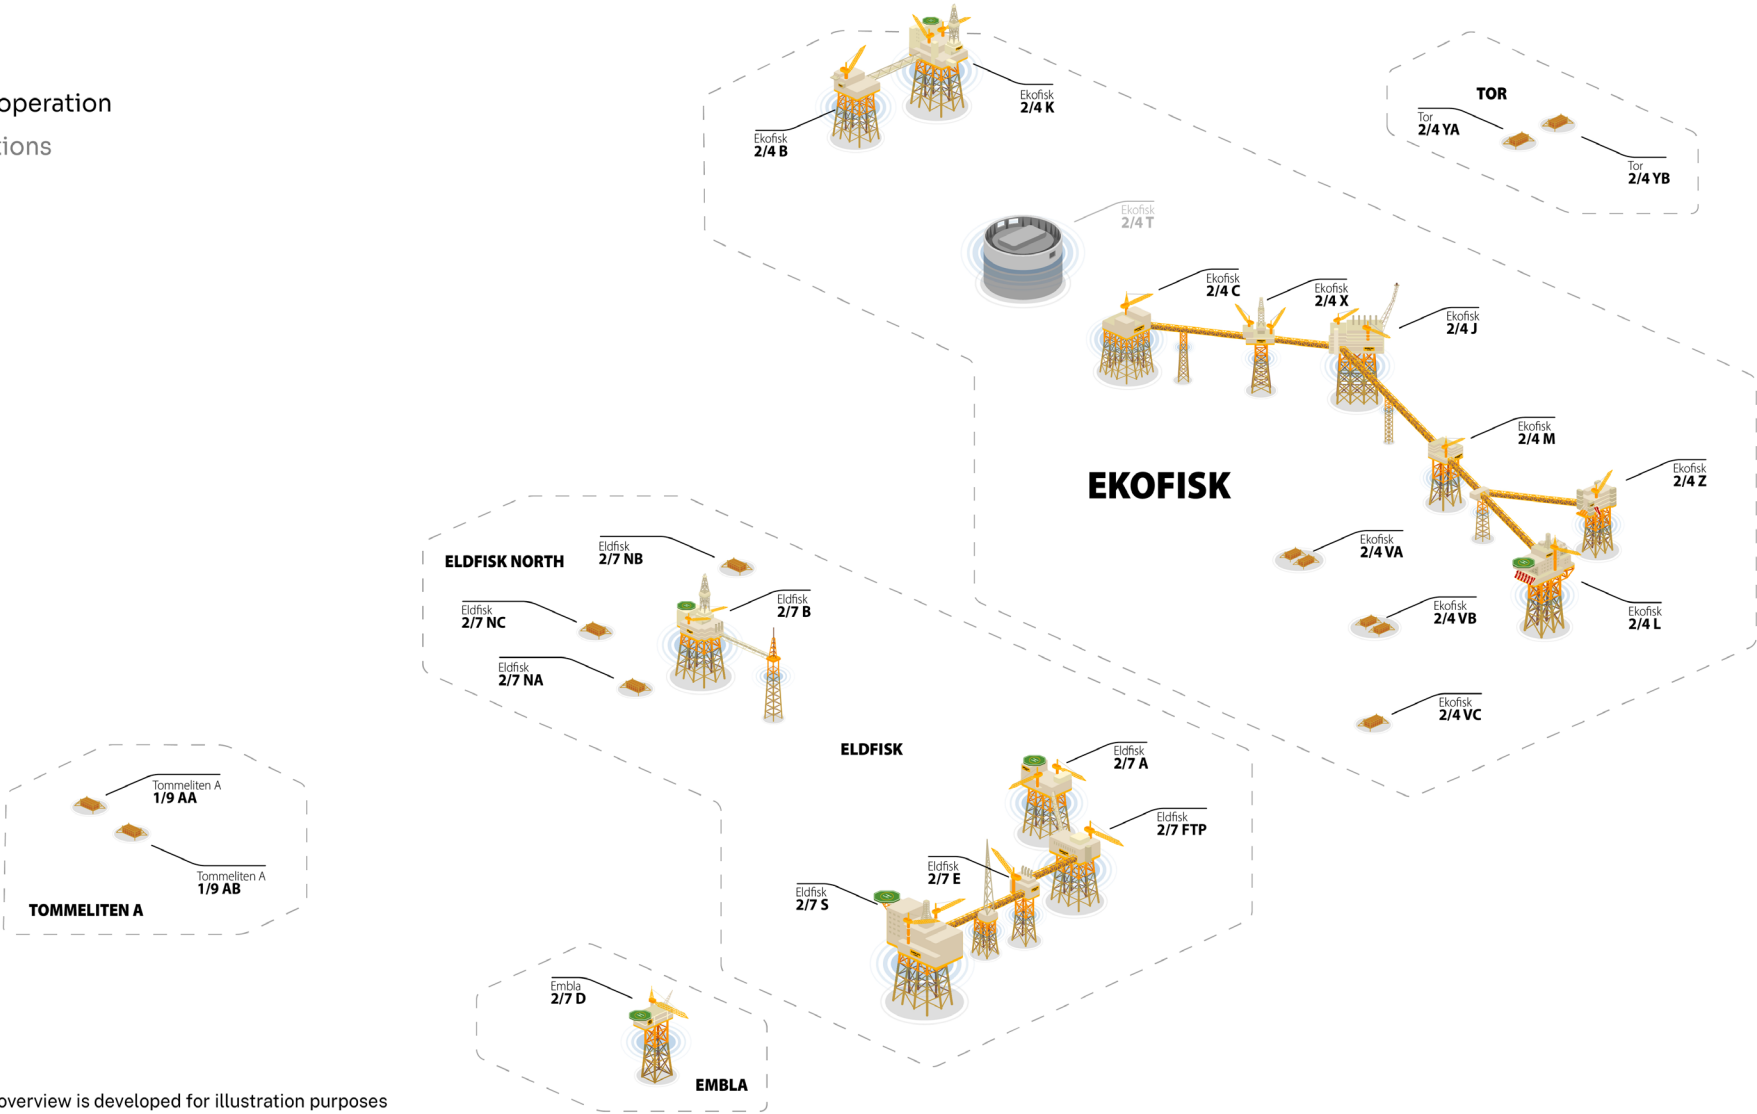 operation
tions
Ekofisk
2/4 K
Ekofisk
2/4 B
TOR
Tor
2/4 YA
Tor
2/4 YB
Ekofisk
2/4 T
Ekofisk
2/4 C
Ekofisk
2/4 X
Ekofisk
2/4 J
Ekofisk
2/4 M
Ekofisk
2/4 Z
EKOFISK
Ekofisk
2/4 VA
Ekofisk
2/4 VB
Ekofisk
2/4 L
Ekofisk
2/4 VC
ELDFISK NORTH
Eldfisk
2/7 NB
Eldfisk
2/7 B
Eldfisk
2/7 NC
Eldfisk
2/7 NA
ELDFISK
Eldfisk
2/7 A
Eldfisk
2/7 FTP
Eldfisk
2/7 E
Eldfisk
2/7 S
Tommeliten A
1/9 AA
Tommeliten A
1/9 AB
TOMMELITEN A
Embla
2/7 D
EMBLA
overview is developed for illustration purposes